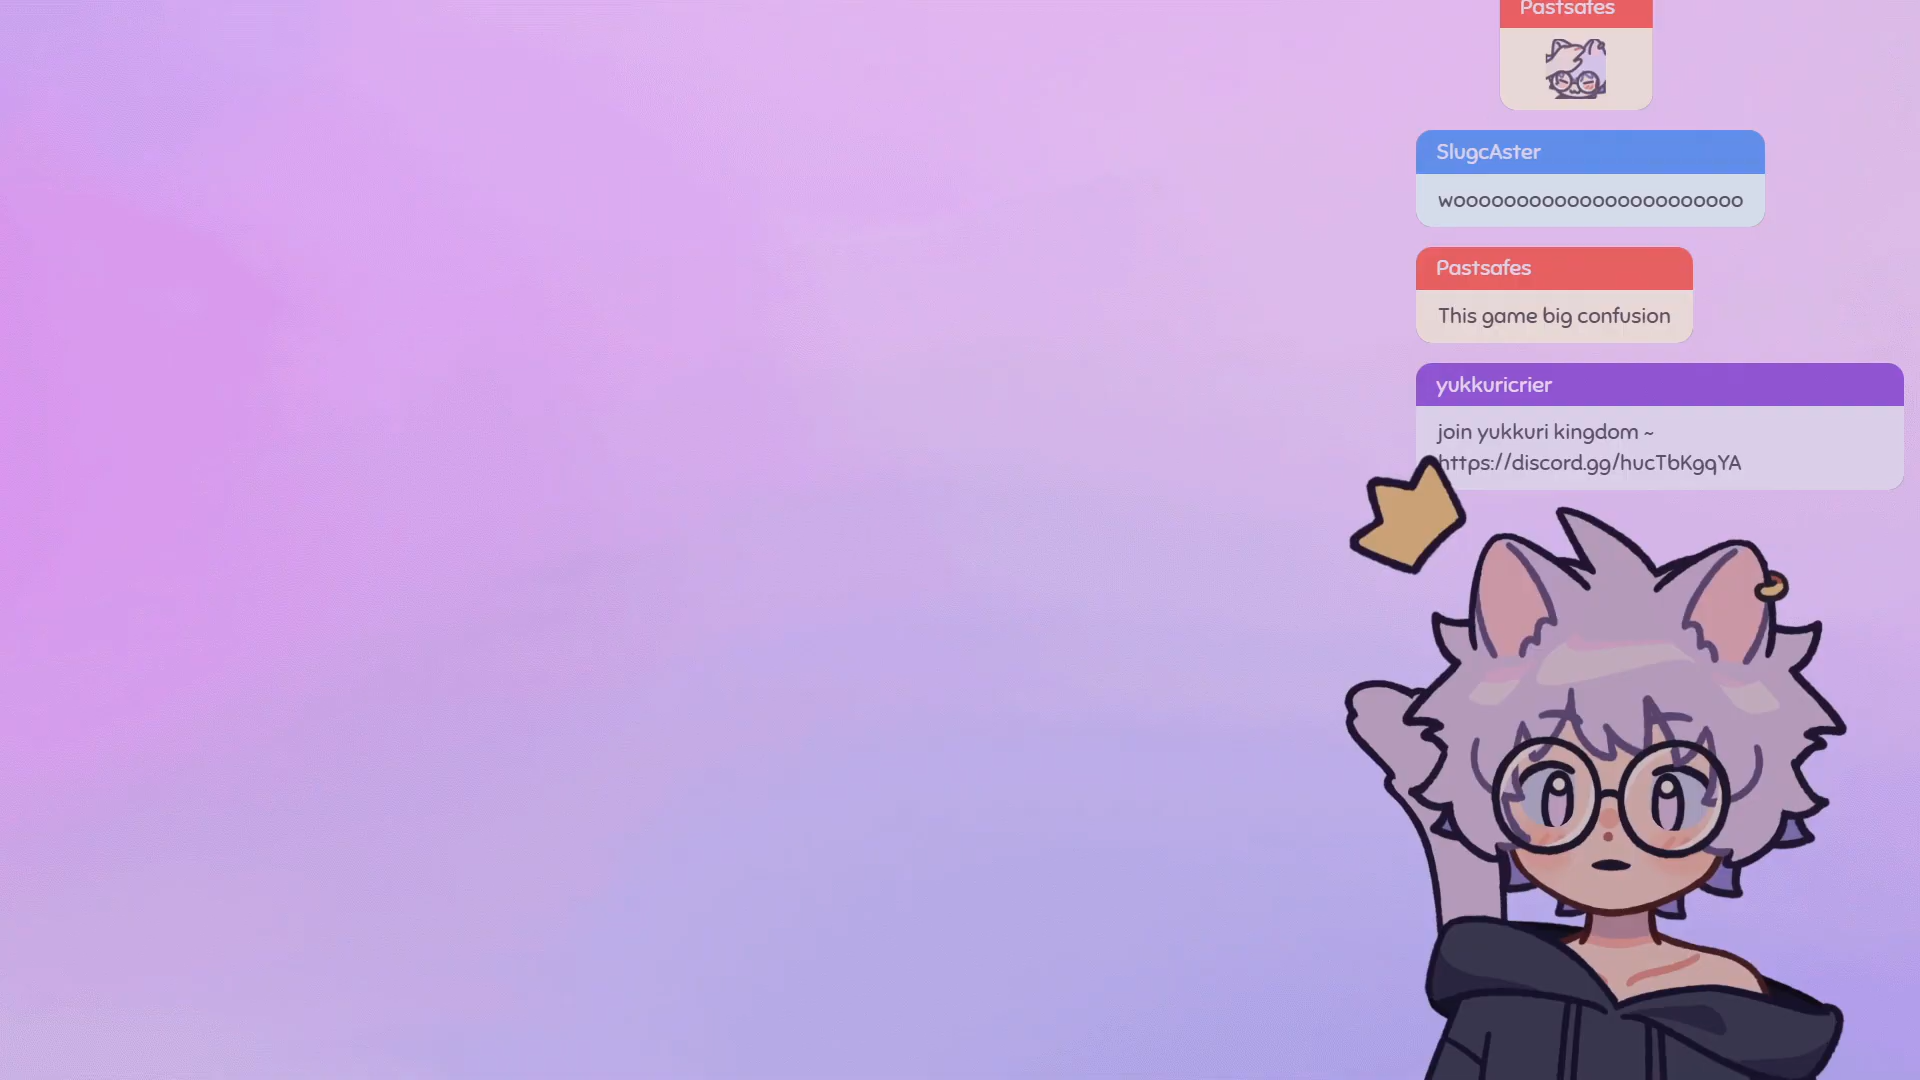 Pastsafes
SlugcAster
wooooooooooooooooooooooo
Pastsafes
This game big confusion
yukkuricrier
join yukkuri kingdom ~
https://discord.gg/hucTbKgqYA